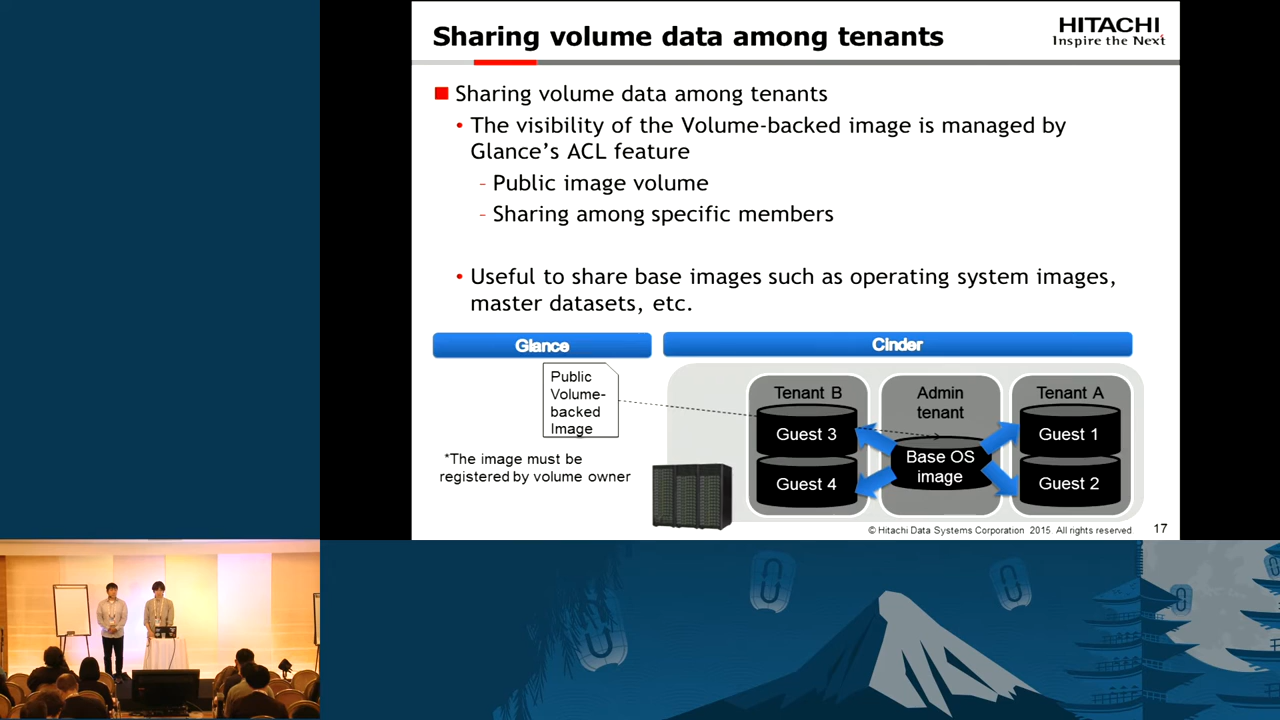 Sharing volume data among tenants
HITACHI
Inspire the Next
Sharing volume data among tenants
• The visibility of the Volume-backed image is managed by
Glance’s ACL feature
- Public image volume
- Sharing among specific members
• Useful to share base images such as operating system images,
master datasets, etc.
Glance
Cinder
Public
Volume-
backed
Image
*The image must be
registered by volume owner
Tenant B
Guest 3
Guest 4
Admin
tenant
Base OS
image
Tenant A
Guest 1
Guest 2
© Hitachi Data Systems Corporation 2015. All rights reserved.
17